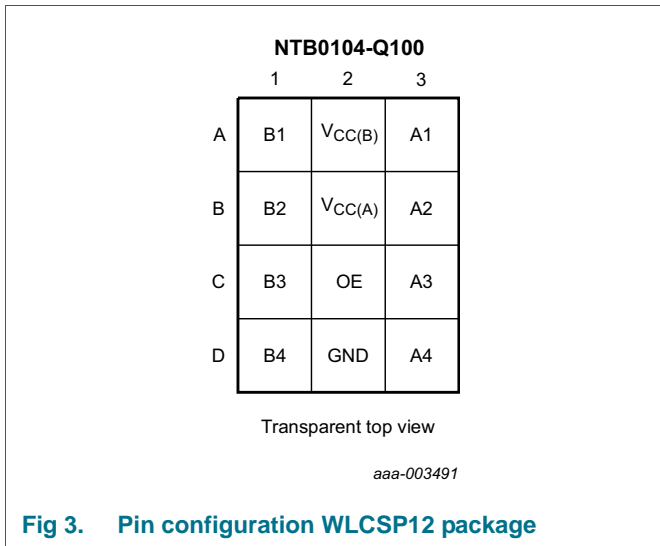 NTB0104-Q100
1 2 3
A B1 VCC(B) A1
B B2 VCC(A) A2
C B3 OE A3
D B4 GND A4
Transparent top view
aaa-003491
Fig 3. Pin configuration WLCSP12 package